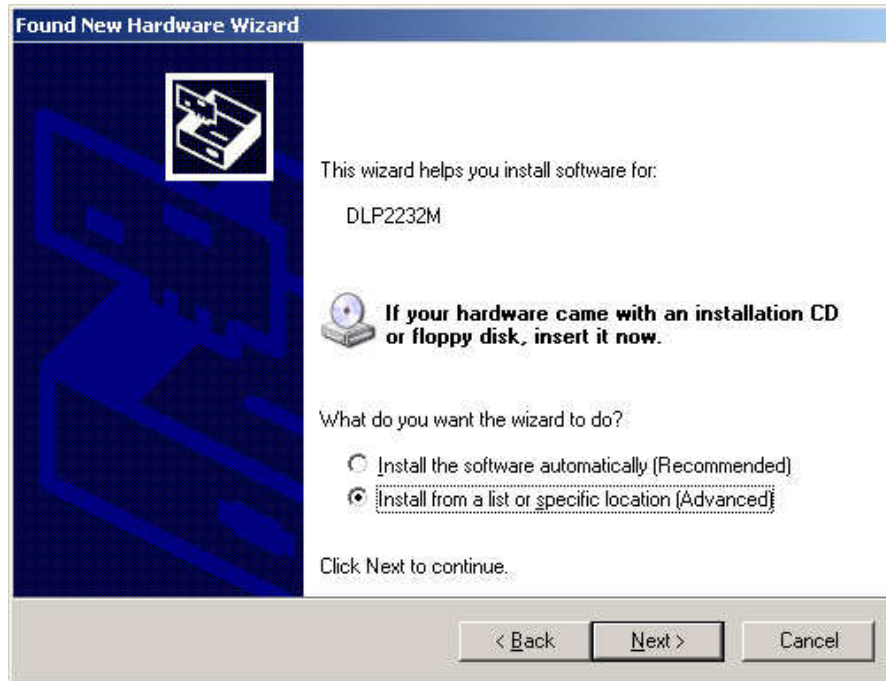 Found New Hardware Wizard
This wizard helps you install software for:
DLP2232M
If your hardware came with an installation CD
or floppy disk, insert it now.
What do you want the wizard to do?
Install the software automatically (Recommended)
Install from a list or specific location (Advanced)
Click Next to continue.
< Back
Next >
Cancel